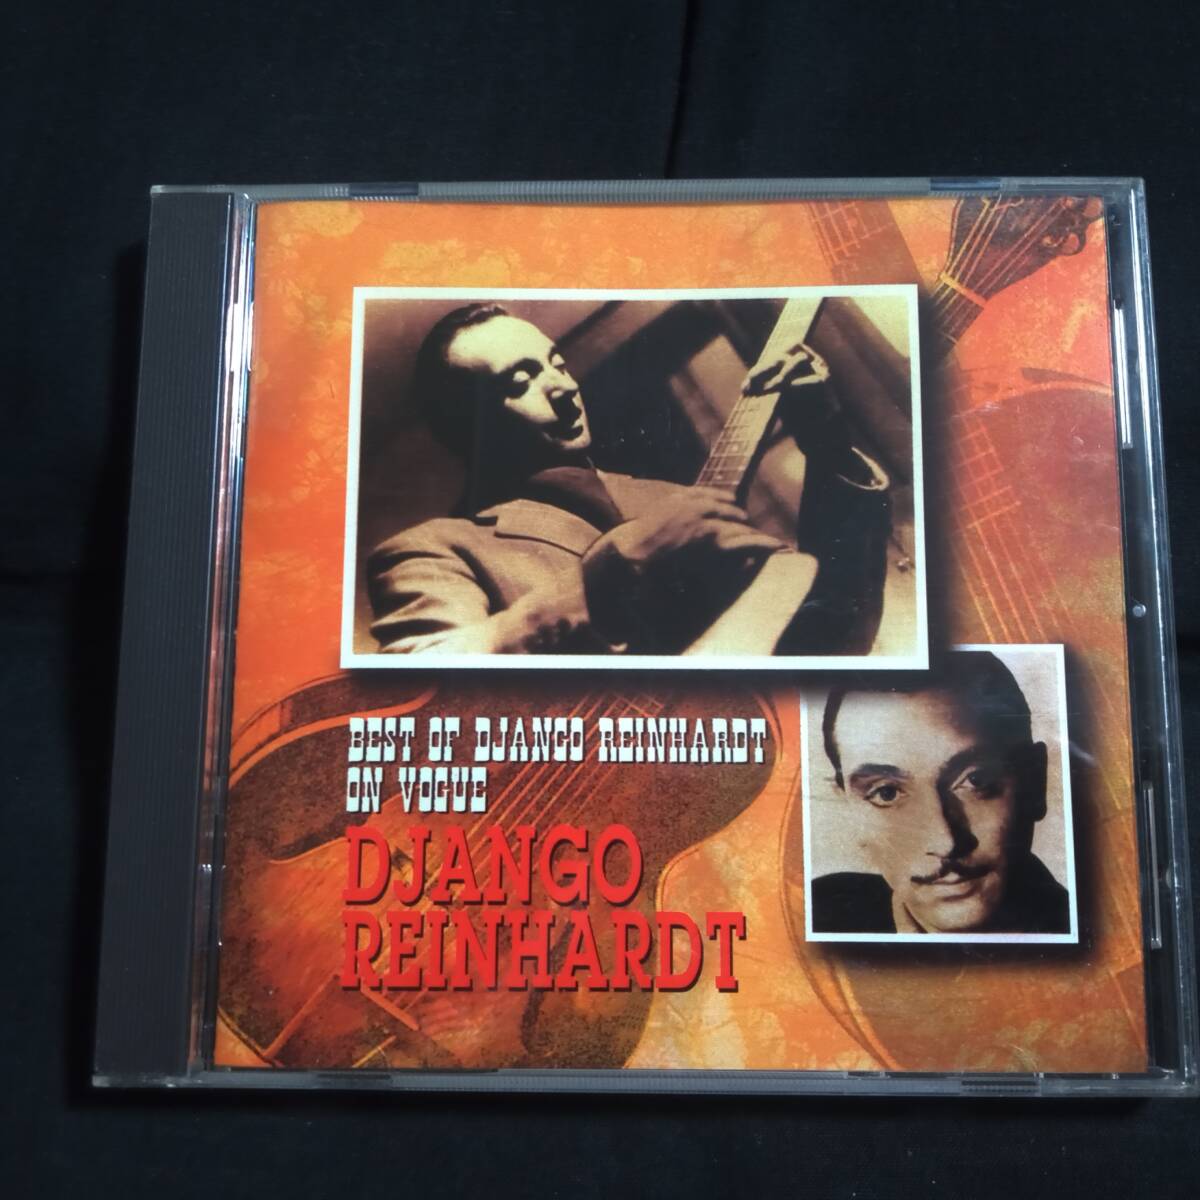 BEST OF DJANGO REINHARDT
ON VOGUE
DJANGO
REINHARDT